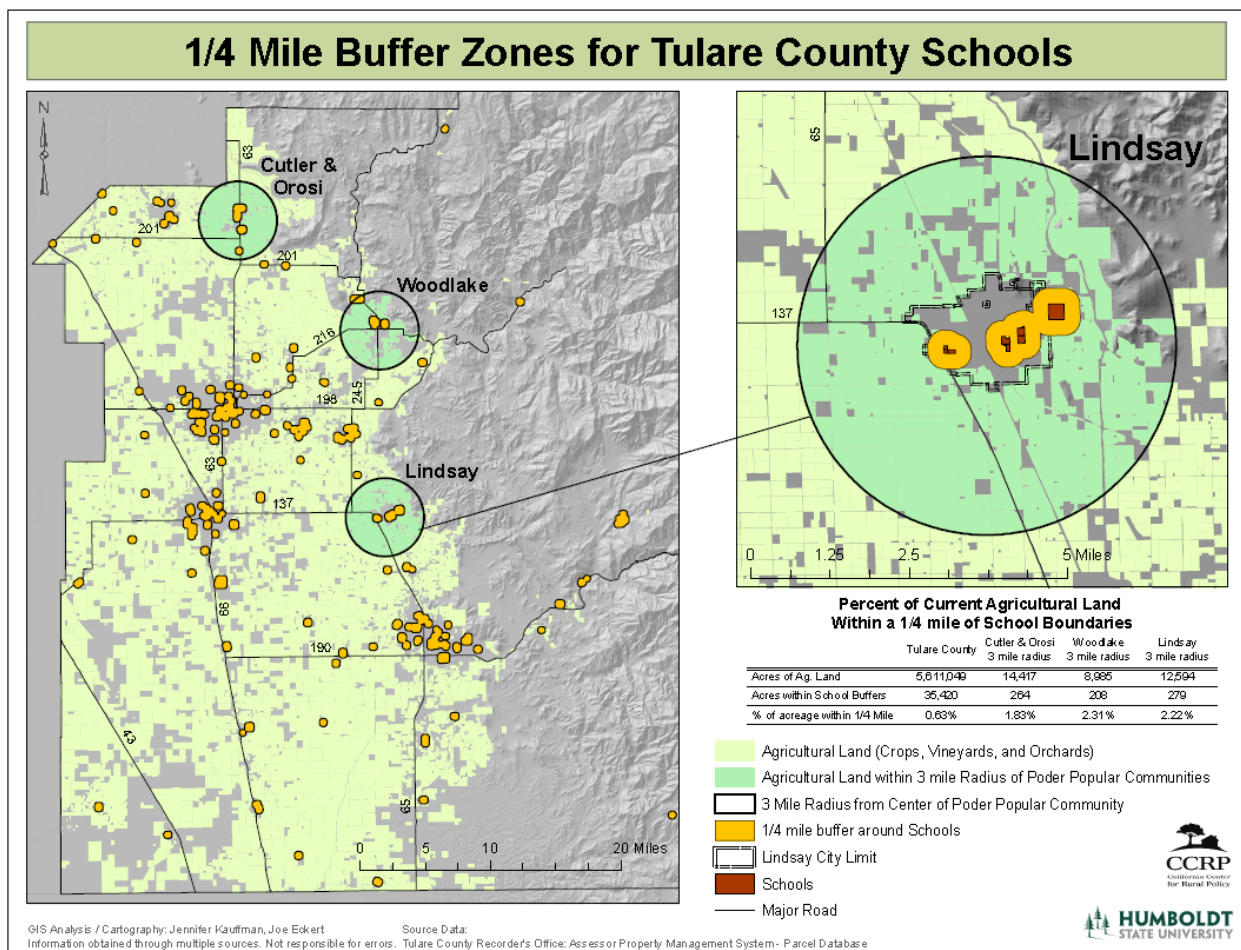 1/4 Mile Buffer Zones for Tulare County Schools
N
63
Cutler &
Orosi
201
201
Woodlake
216
245
198
63
Lindsay
137
66
190
43
65
0 5 10 20 Miles
65
Lindsay
137
0 1.25 2.5 5 Miles
Percent of Current Agricultural Land
Within a 1/4 mile of School Boundaries
Tulare County Cutler & Orosi 3 mile radius Woodlake 3 mile radius Lindsay 3 mile radius
Acres of Ag. Land 5,611,049 14,417 8,985 12,594
Acres within School Buffers 35,420 264 208 279
% of acreage within 1/4 Mile 0.63% 1.83% 2.31% 2.22%
Agricultural Land (Crops, Vineyards, and Orchards)
Agricultural Land within 3 mile Radius of Poder Popular Communities
3 Mile Radius from Center of Poder Popular Community
1/4 mile buffer around Schools
Lindsay City Limit
Schools
Major Road
CCRP
California Center
for Rural Policy
HUMBOLDT
STATE UNIVERSITY
GIS Analysis / Cartography: Jennifer Kauffman, Joe Eckert
Information obtained through multiple sources. Not responsible for errors.
Source Data:
Tulare County Recorder's Office: Assessor Property Management System - Parcel Database